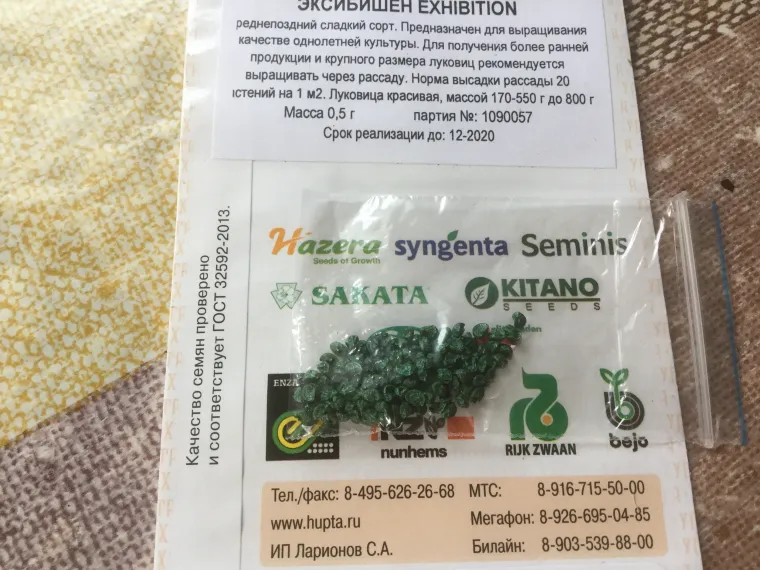 ЭКСИБИШЕН EXHIBITION
реднепоздний сладкий сорт. Предназначен для выращивания
качестве однолетней культуры. Для получения более ранней
продукции и крупного размера луковиц рекомендуется
выращивать через рассаду. Норма высадки рассады 20
астений на 1 м2. Луковица красивая, массой 170-550 г до 800 г
Масса 0,5 г партия №: 1090057
Срок реализации до: 12-2020
Качество семян проверено
и соответствует ГОСТ 32592-2013.
Hazera syngenta Seminis
Seeds of Growth
SAKATA KITANO
SEEDS
ENZA
nunhems RIJK ZWAAN bejo
Тел./факс: 8-495-626-26-68 МТС: 8-916-715-50-00
www.hupta.ru Мегафон: 8-926-695-04-85
ИП Ларионов С.А. Билайн: 8-903-539-88-00